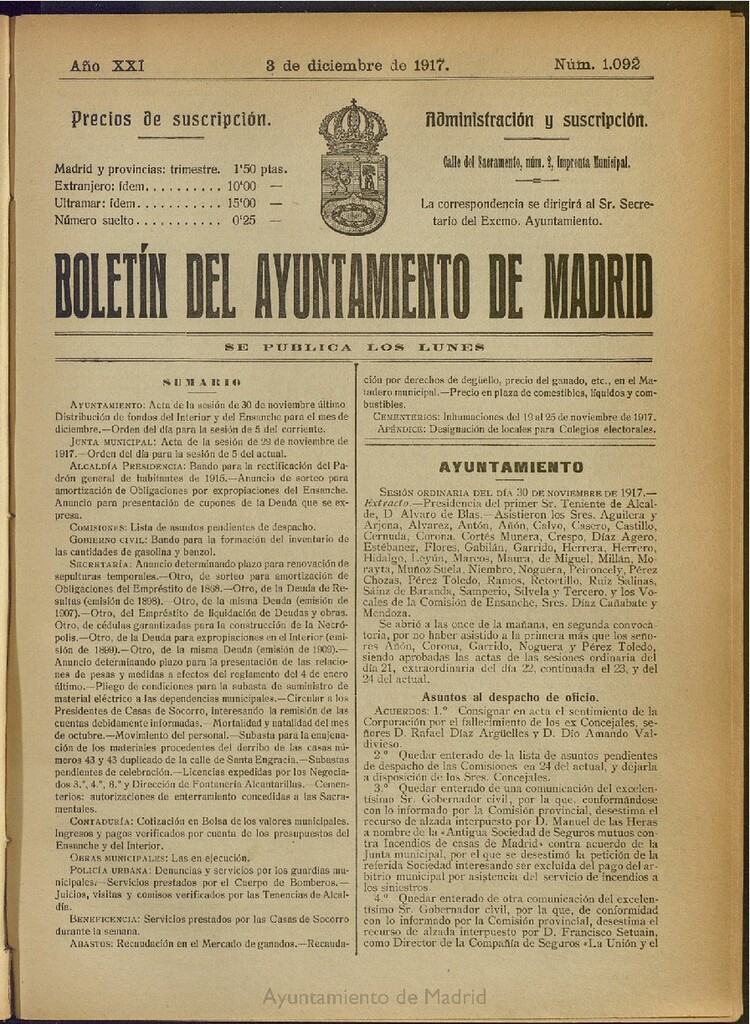 Año XXI
3 de diciembre de 1917.
Núm. 1.092
Precios de suscripción.
Madrid y provincias: trimestre. 1'50 ptas.
Extranjero: ídem.......... 10'00 —
Ultramar: ídem........... 15'00 —
Número suelto........... 0'25 —
Administración y suscripción.
Calle del Sacramento, núm. 2, Imprenta Municipal.
La correspondencia se dirigirá al Sr. Secre-
tario del Excmo. Ayuntamiento.
BOLETÍN DEL AYUNTAMIENTO DE MADRID
SE PUBLICA LOS LUNES
SUMARIO
AYUNTAMIENTO: Acta de la sesión de 30 de noviembre último
Distribución de fondos del Interior y del Ensanche para el mes de
diciembre.—Orden del día para la sesión de 5 del corriente.
JUNTA MUNICIPAL: Acta de la sesión de 29 de noviembre de
1917.—Orden del día para la sesión de 5 del actual.
ALCALDÍA PRESIDENCIA: Bando para la rectificación del Pa-
drón general de habitantes de 1915.—Anuncio de sorteo para
amortización de Obligaciones por expropiaciones del Ensanche.
Anuncio para presentación de cupones de la Deuda que se ex-
presa.
COMISIONES: Lista de asuntos pendientes de despacho.
GOBIERNO CIVIL: Bando para la formación del inventario de
las cantidades de gasolina y benzol.
SECRETARÍA: Anuncio determinando plazo para renovación de
sepulturas temporales.—Otro, de sorteo para amortización de
Obligaciones del Empréstito de 1868.—Otro, de la Deuda de Re-
sultas (emisión de 1898).—Otro, de la misma Deuda (emisión de
1907).—Otro, del Empréstito de liquidación de Deudas y obras.
Otro, de cédulas garantizadas para la construcción de la Necró-
polis.—Otro, de la Deuda para expropiaciones en el Interior (emi-
sión de 1899).—Otro, de la misma Deuda (emisión de 1909).—
Anuncio determinando plazo para la presentación de las relacio-
nes de pesas y medidas a efectos del reglamento del 4 de enero
último.—Pliego de condiciones para la subasta de suministro de
material eléctrico a las dependencias municipales.—Circular a los
Presidentes de Casas de Socorro, interesando la remisión de las
cuentas debidamente informadas.—Mortalidad y natalidad del mes
de octubre.—Movimiento del personal.—Subasta para la enajena-
ción de los materiales procedentes del derribo de las casas nú-
meros 43 y 43 duplicado de la calle de Santa Engracia.—Subastas
pendientes de celebración.—Licencias expedidas por los Negocia-
dos 3.º, 4.º, 6.º y Dirección de Fontanería Alcantarillas.—Cemen-
terios: autorizaciones de enterramiento concedidas a las Sacra-
mentales.
CONTADURÍA: Cotización en Bolsa de los valores municipales.
Ingresos y pagos verificados por cuenta de los presupuestos del
Ensanche y del Interior.
OBRAS MUNICIPALES: Las en ejecución.
POLICÍA URBANA: Denuncias y servicios por los guardias mu-
nicipales.—Servicios prestados por el Cuerpo de Bomberos.—
Juicios, visitas y comisos verificados por las Tenencias de Alcal-
día.
BENEFICENCIA: Servicios prestados por las Casas de Socorro
durante la semana.
ABASTOS: Recaudación en el Mercado de ganados.—Recauda-
ción por derechos de degüello, precio del ganado, etc., en el Ma-
tadero municipal.—Precio en plaza de comestibles, líquidos y com-
bustibles.
CEMENTERIOS: Inhumaciones del 19 al 25 de noviembre de 1917.
APÉNDICE: Designación de locales para Colegios electorales.
AYUNTAMIENTO
SESIÓN ORDINARIA DEL DÍA 30 DE NOVIEMBRE DE 1917.—
Extracto.—Presidencia del primer Sr. Teniente de Alcal-
de, D Alvaro de Blas.—Asistieron los Sres. Aguilera y
Arjona, Alvarez, Antón, Añón, Calvo, Casero, Castillo,
Cernuda, Corona, Cortés Munera, Crespo, Díaz Agero,
Estébanez, Flores, Gabilán, Garrido, Herrera, Herrero,
Hidalgo, Leyún, Marcos, Maura, de Miguel, Millán, Mo-
rayta, Muñoz Suela, Niembro, Noguera, Peironcely, Pérez
Chozas, Pérez Toledo, Ramos, Retortillo, Ruiz Salinas,
Sáinz de Baranda, Samperio, Silvela y Tercero, y los Vo-
cales de la Comisión de Ensanche, Sres. Díaz Cañabate y
Mendoza.
Se abrió a las once de la mañana, en segunda convoca-
toria, por no haber asistido a la primera más que los seño-
res Añón, Corona, Garrido, Noguera y Pérez Toledo,
siendo aprobadas las actas de las sesiones ordinaria del
día 21, extraordinaria del día 22, continuada el 23, y del
24 del actual.
Asuntos al despacho de oficio.
ACUERDOS: 1.º Consignar en acta el sentimiento de la
Corporación por el fallecimiento de los ex Concejales, se-
ñores D. Rafael Díaz Argüelles y D. Dío Amando Val-
divieso.
2.º Quedar enterado de la lista de asuntos pendientes
de despacho de las Comisiones en 24 del actual, y dejarla
a disposición de los Sres. Concejales.
3.º Quedar enterado de una comunicación del excelen-
tísimo Sr. Gobernador civil, por la que, conformándose
con lo informado por la Comisión provincial, desestima el
recurso de alzada interpuesto por D. Manuel de las Heras
a nombre de la «Antigua Sociedad de Seguros mutuos con-
tra Incendios de casas de Madrid» contra acuerdo de la
Junta municipal, por el que se desestimó la petición de la
referida Sociedad interesando ser excluída del pago del ar-
bitrio municipal por asistencia del servicio de incendios a
los siniestros.
4.º Quedar enterado de otra comunicación del excelen-
tísimo Sr. Gobernador civil, por la que, de conformidad
con lo informado por la Comisión provincial, desestima el
recurso de alzada interpuesto por D. Francisco Setuain,
como Director de la Compañía de Seguros «La Unión y el
Ayuntamiento de Madrid